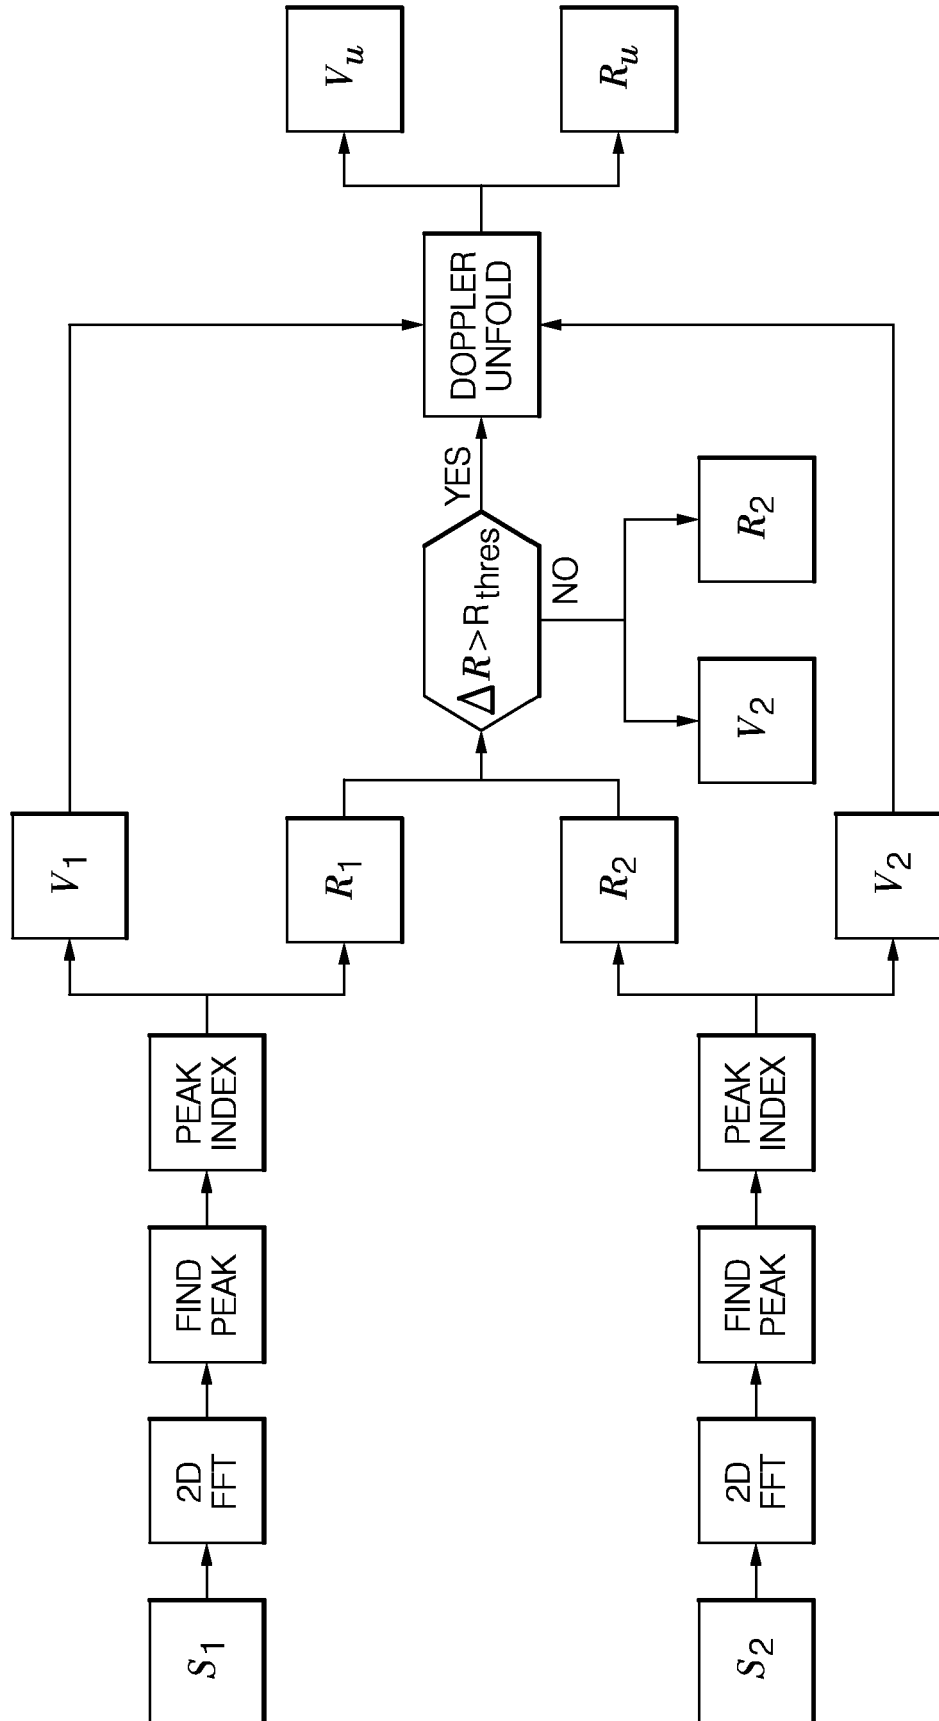 S1
2D
FFT
FIND
PEAK
PEAK
INDEX
V1
R1
S2
2D
FFT
FIND
PEAK
PEAK
INDEX
R2
V2
ΔR>Rthres
YES
NO
V2
R2
DOPPLER
UNFOLD
Vu
Ru